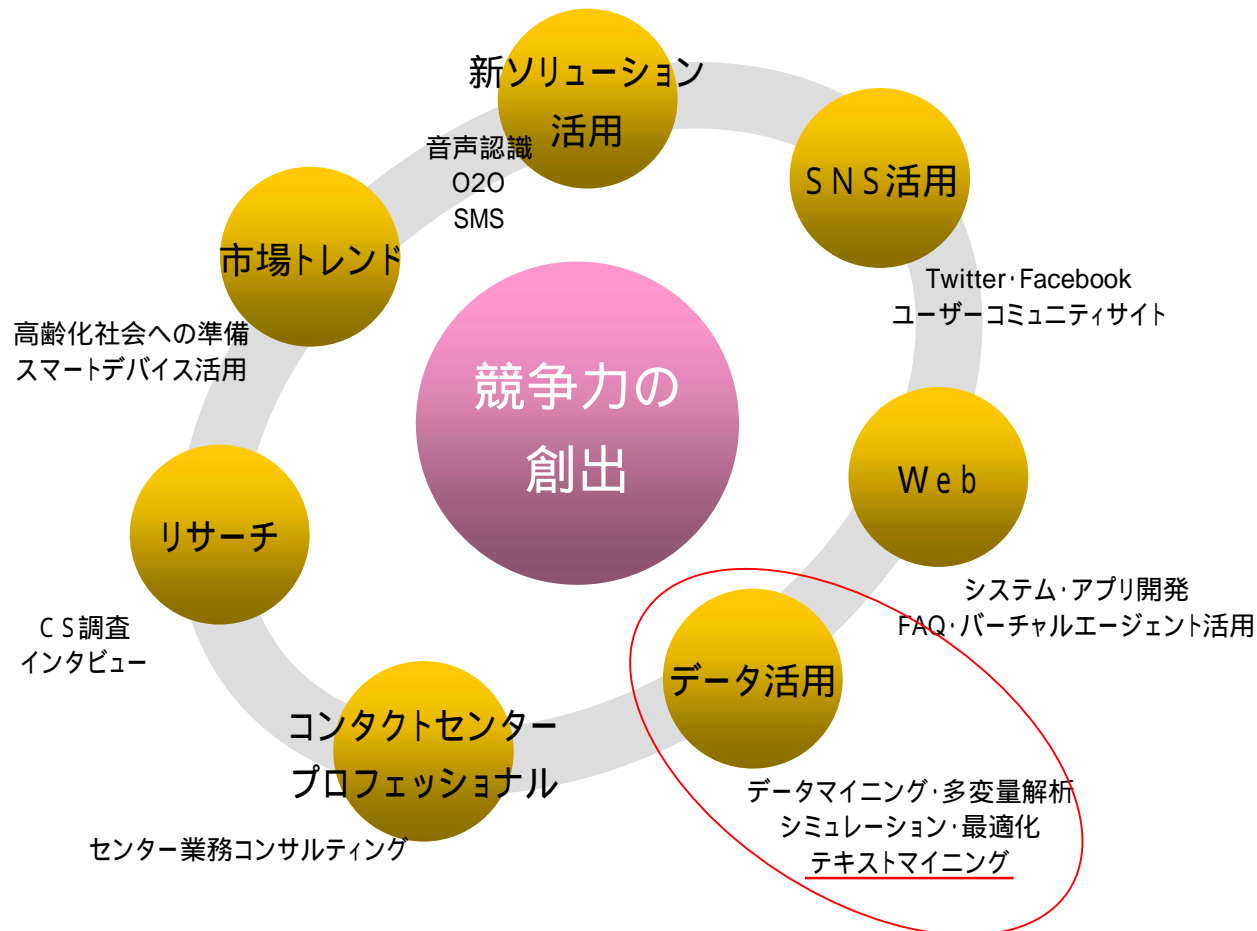 新ソリューション
活用
音声認識
O2O
SMS
ＳＮＳ活用
Twitter･Facebook
ユーザーコミュニティサイト
市場トレンド
高齢化社会への準備
スマートデバイス活用
競争力の
創出
Ｗｅｂ
システム･アプリ開発
FAQ･バーチャルエージェント活用
リサーチ
ＣＳ調査
インタビュー
データ活用
データマイニング･多変量解析
シミュレーション･最適化
テキストマイニング
コンタクトセンター
プロフェッショナル
センター業務コンサルティング